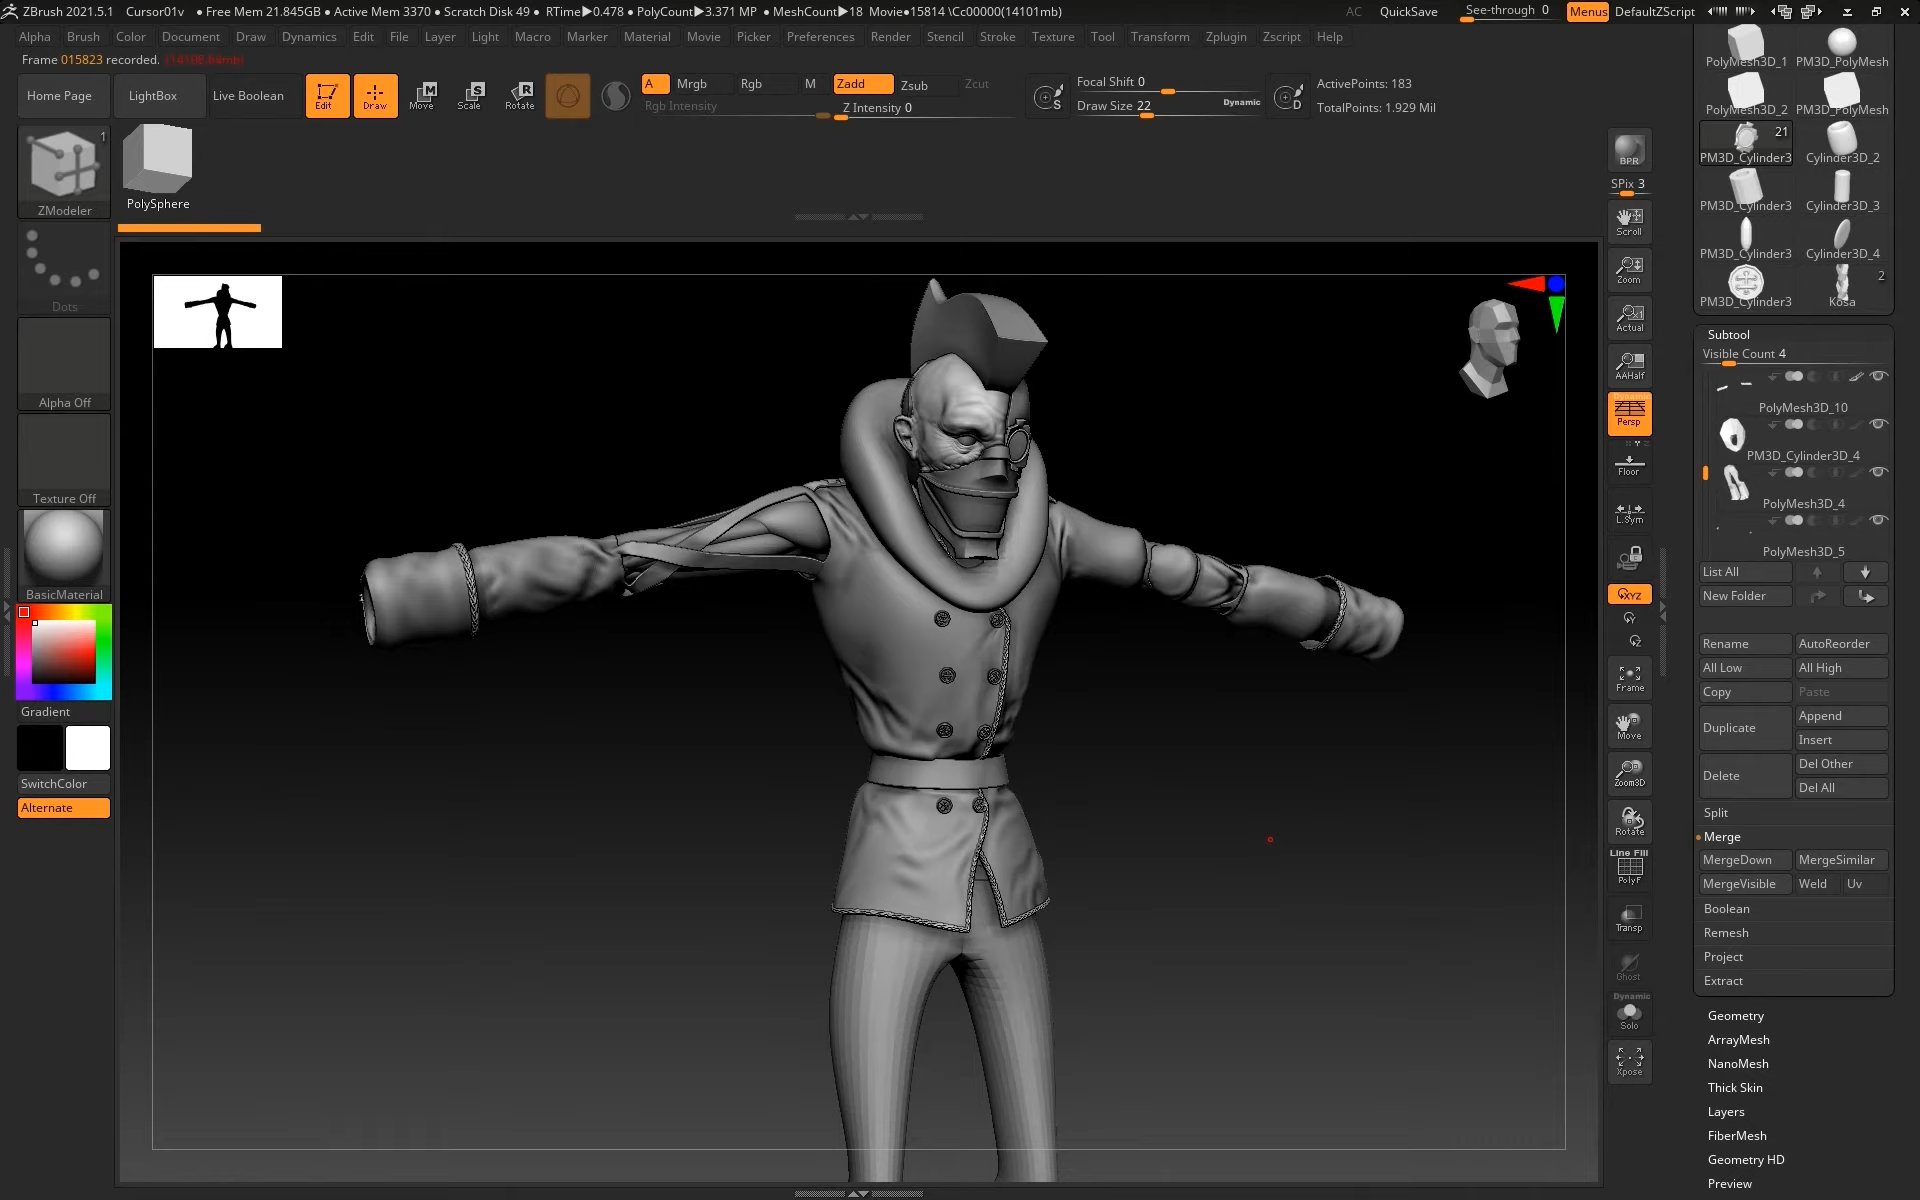 ZBrush 2021.5.1 Cursor01v • Free Mem 21.845GB • Active Mem 3370 • Scratch Disk 49 • RTime▶0.478 • PolyCount▶3.371 MP • MeshCount▶18 Movie●15814 \Cc00000(14101mb) AC QuickSave See-through 0 Menus DefaultZScript
Alpha Brush Color Document Draw Dynamics Edit File Layer Light Macro Marker Material Movie Picker Preferences Render Stencil Stroke Texture Tool Transform Zplugin Zscript Help
Frame 015823 recorded.
Home Page LightBox Live Boolean Edit Draw Move Scale Rotate
A Mrgb Rgb M Zadd Zsub Zcut
Rgb Intensity Z Intensity 0
Focal Shift 0
Draw Size 22 Dynamic
S D
ActivePoints: 183
TotalPoints: 1.929 Mil
1
ZModeler
PolySphere
Dots
Alpha Off
Texture Off
BasicMaterial
Gradient
SwitchColor
Alternate
BPR
SPix 3
Scroll
Zoom
Actual
AAHalf
Dynamic
Persp
Floor
L.Sym
XYZ
Y
Z
Frame
Move
Zoom3D
Rotate
Line Fill
PolyF
Transp
Ghost
Dynamic
Solo
Xpose
PolyMesh3D_1 PM3D_PolyMesh
PolyMesh3D_2 PM3D_PolyMesh
21
PM3D_Cylinder3 Cylinder3D_2
PM3D_Cylinder3 Cylinder3D_3
PM3D_Cylinder3 Cylinder3D_4
2
PM3D_Cylinder3 Kosa
Subtool
Visible Count 4
PolyMesh3D_10
PM3D_Cylinder3D_4
PolyMesh3D_4
PolyMesh3D_5
List All
New Folder
Rename AutoReorder
All Low All High
Copy Paste
Duplicate Append
Insert
Delete Del Other
Del All
Split
Merge
MergeDown MergeSimilar
MergeVisible Weld Uv
Boolean
Remesh
Project
Extract
Geometry
ArrayMesh
NanoMesh
Thick Skin
Layers
FiberMesh
Geometry HD
Preview